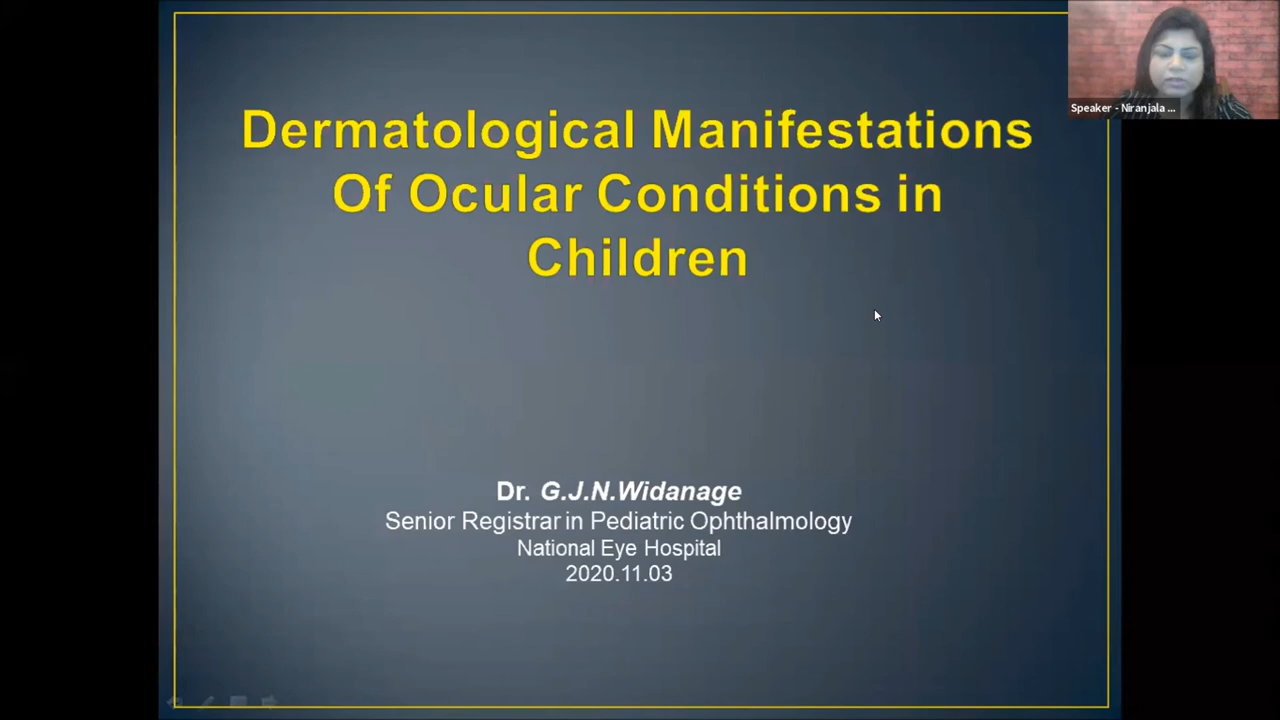 Dermatological Manifestations
Of Ocular Conditions in
Children
Dr. G.J.N.Widanage
Senior Registrar in Pediatric Ophthalmology
National Eye Hospital
2020.11.03
Speaker - Niranjala ...